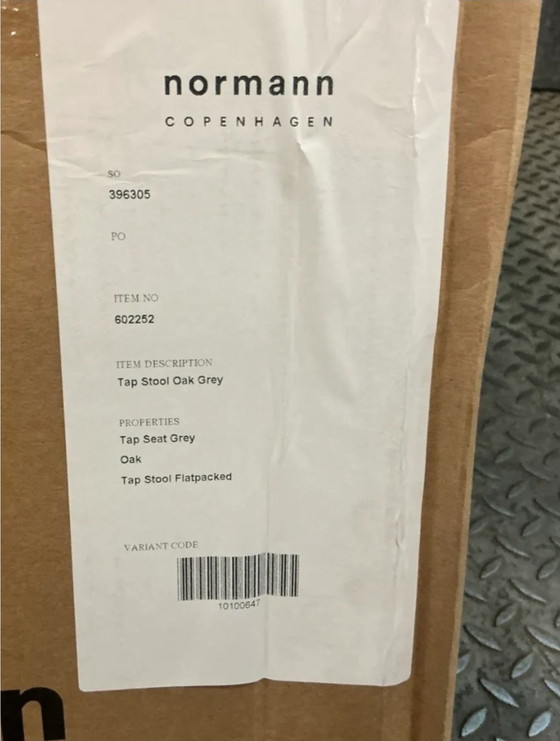 normann
COPENHAGEN
SO
396305
PO
ITEM NO
602252
ITEM DESCRIPTION
Tap Stool Oak Grey
PROPERTIES
Tap Seat Grey
Oak
Tap Stool Flatpacked
VARIANT CODE
10100647
n